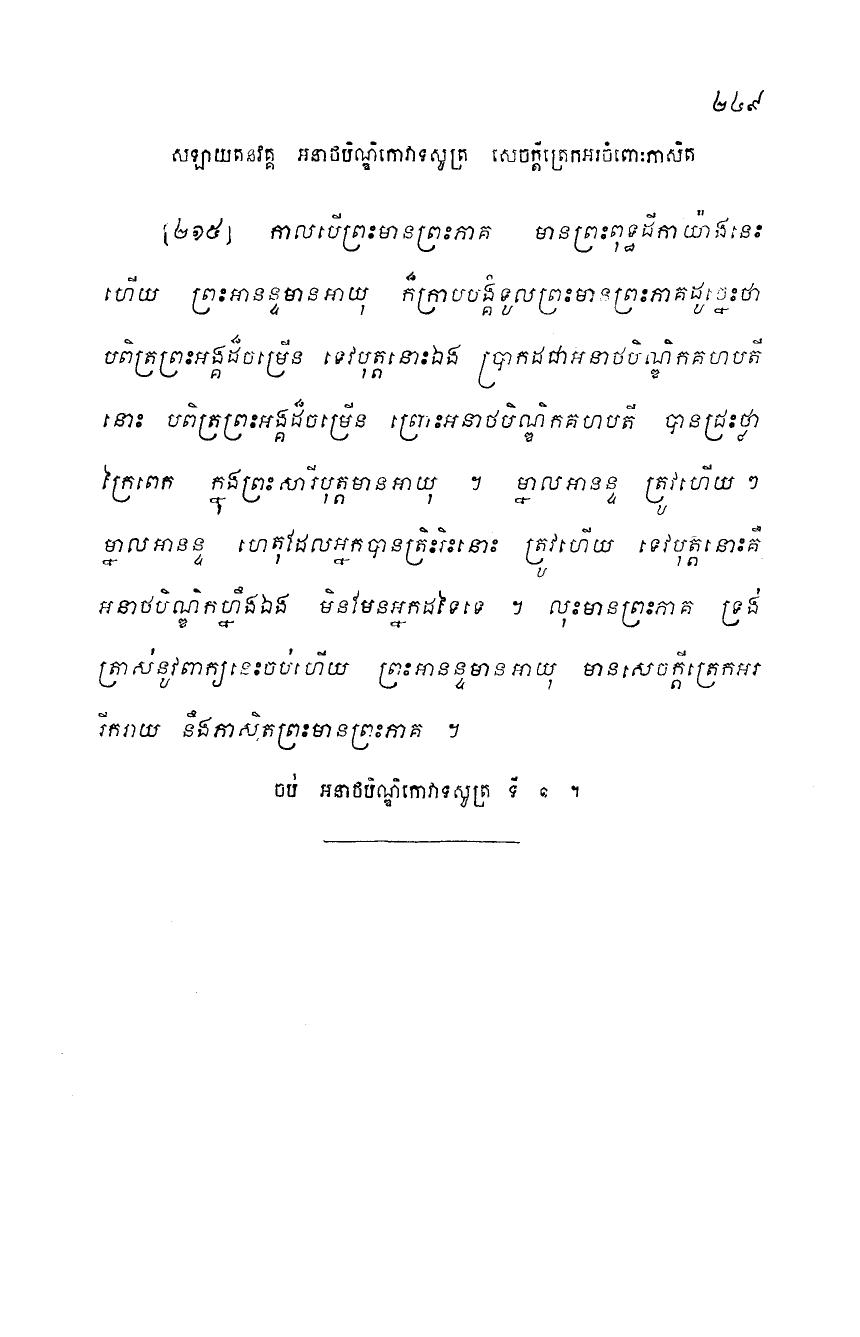 ២៤៩
សឡាយតនវគ្គ អនាថបិណ្ឌិកោវាទសូត្រ សេចក្តីត្រេកអរចំពោះភាសិត
[២១៥] កាលបើព្រះមានព្រះភាគ មានព្រះពុទ្ធដីកាយ៉ាងនេះ
ហើយ ព្រះអានន្ទមានអាយុ ក៏ក្រាបបង្គំទូលព្រះមានព្រះភាគដូច្នេះថា
បពិត្រព្រះអង្គដ៏ចម្រើន ទេវបុត្តនោះឯង ប្រាកដជាអនាថបិណ្ឌិកគហបតី
នោះ បពិត្រព្រះអង្គដ៏ចម្រើន ព្រោះអនាថបិណ្ឌិកគហបតី បានជ្រះថ្លា
ក្រៃពេក ក្នុងព្រះសារីបុត្តមានអាយុ ។ ម្នាលអានន្ទ ត្រូវហើយ ៗ
ម្នាលអានន្ទ ហេតុដែលអ្នកបានត្រិះរិះនោះ ត្រូវហើយ ទេវបុត្តនោះគឺ
អនាថបិណ្ឌិកហ្នឹងឯង មិនមែនអ្នកដទៃទេ ។ លុះមានព្រះភាគ ទ្រង់
ត្រាស់នូវពាក្យនេះចប់ហើយ ព្រះអានន្ទមានអាយុ មានសេចក្តីត្រេកអរ
រីករាយ នឹងភាសិតព្រះមានព្រះភាគ ។
ចប់ អនាថបិណ្ឌិកោវាទសូត្រ ទី ១ ។